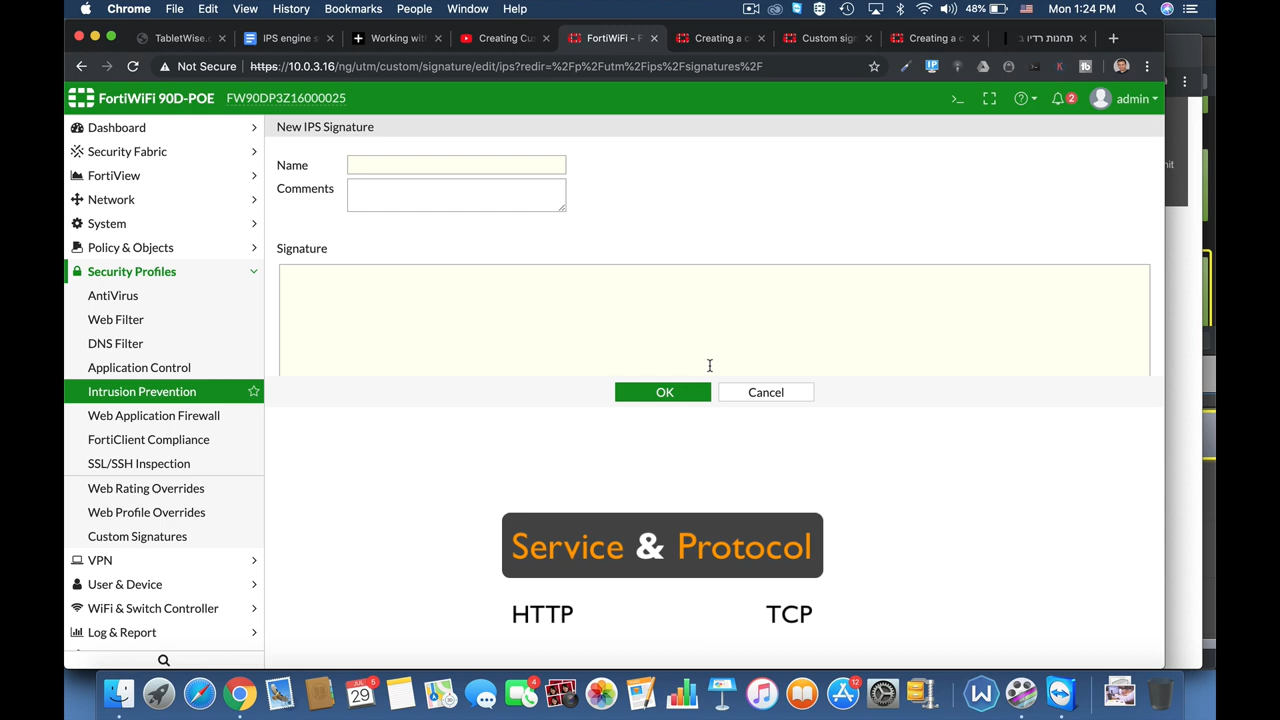 Chrome File Edit View History Bookmarks People Window Help 48% Mon 1:24 PM
TabletWise.c IPS engine s Working with Creating Cus FortiWiFi - F Creating a c Custom sig Creating a c תחנות רדיו ב
Not Secure https://10.0.3.16/ng/utm/custom/signature/edit/ips?redir=%2Fp%2Futm%2Fips%2Fsignatures%2F
FortiWiFi 90D-POE FW90DP3Z16000025 >_ 2 admin
Dashboard
Security Fabric
FortiView
Network
System
Policy & Objects
Security Profiles
AntiVirus
Web Filter
DNS Filter
Application Control
Intrusion Prevention
Web Application Firewall
FortiClient Compliance
SSL/SSH Inspection
Web Rating Overrides
Web Profile Overrides
Custom Signatures
VPN
User & Device
WiFi & Switch Controller
Log & Report
New IPS Signature
Name
Comments
Signature
OK Cancel
Service & Protocol
HTTP TCP